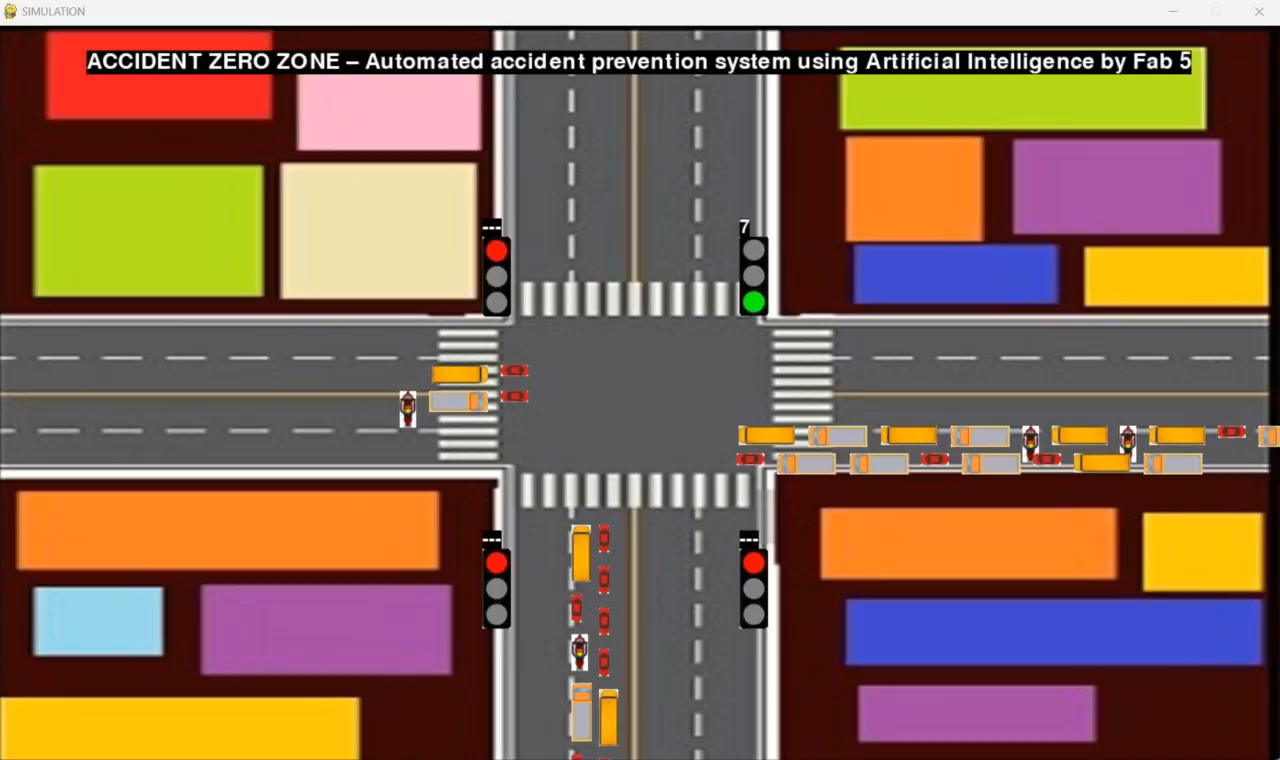 SIMULATION
ACCIDENT ZERO ZONE – Automated accident prevention system using Artificial Intelligence by Fab 5
--- 7
--- ---